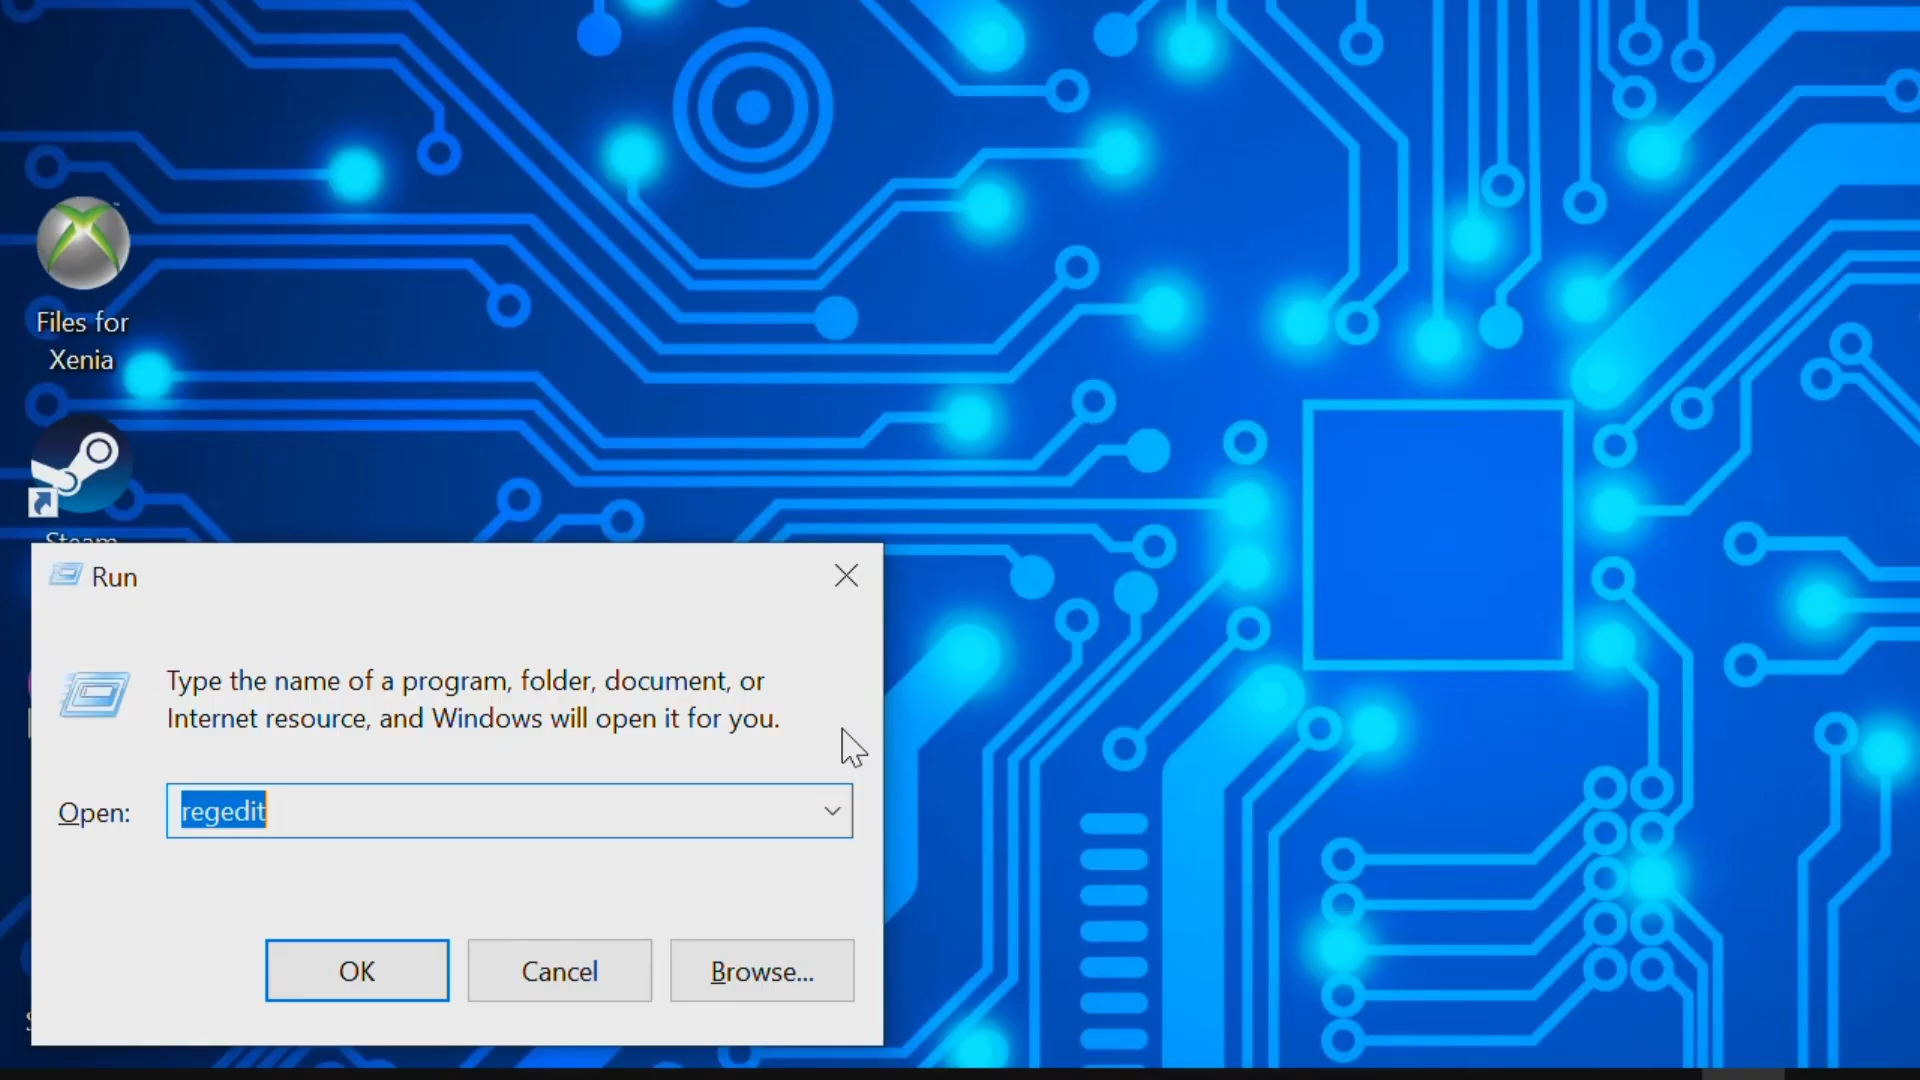 Files for
Xenia
Steam
Run
Type the name of a program, folder, document, or
Internet resource, and Windows will open it for you.
Open:
regedit
OK
Cancel
Browse...